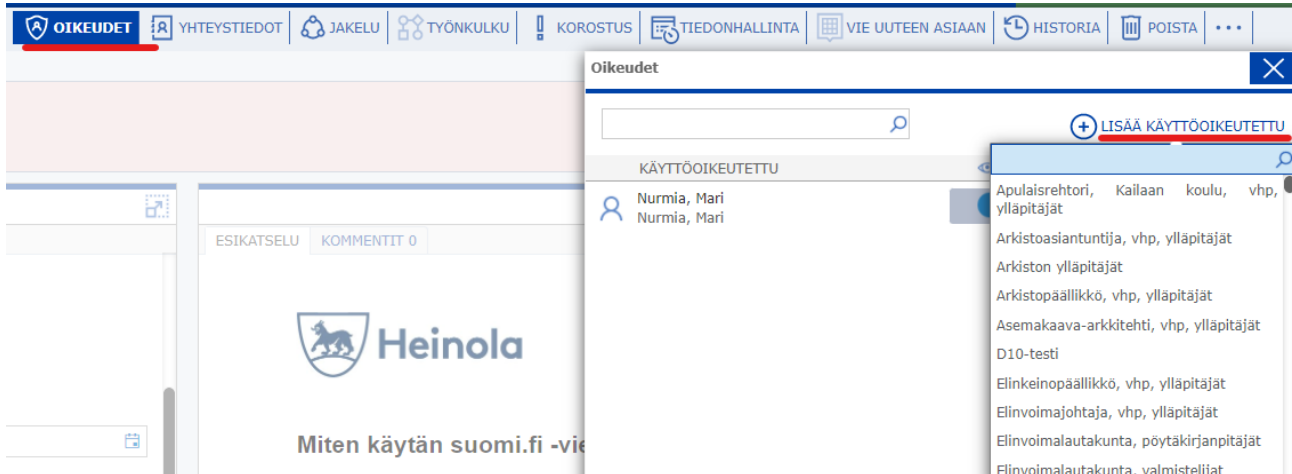 OIKEUDET
YHTEYSTIEDOT
JAKELU
TYÖNKULKU
KOROSTUS
TIEDONHALLINTA
VIE UUTEEN ASIAAN
HISTORIA
POISTA
Oikeudet
LISÄÄ KÄYTTÖOIKEUTETTU
KÄYTTÖOIKEUTETTU
Nurmia, Mari
Nurmia, Mari
Apulaisrehtori, Kailaan koulu, vhp,
ylläpitäjät
Arkistoasiantuntija, vhp, ylläpitäjät
Arkiston ylläpitäjät
Arkistopäällikkö, vhp, ylläpitäjät
Asemakaava-arkkitehti, vhp, ylläpitäjät
D10-testi
Elinkeinopäällikkö, vhp, ylläpitäjät
Elinvoimajohtaja, vhp, ylläpitäjät
Elinvoimalautakunta, pöytäkirjanpitäjät
Elinvoimalautakunta, valmistelijat
ESIKATSELU
KOMMENTIT 0
Heinola
Miten käytän suomi.fi -vie